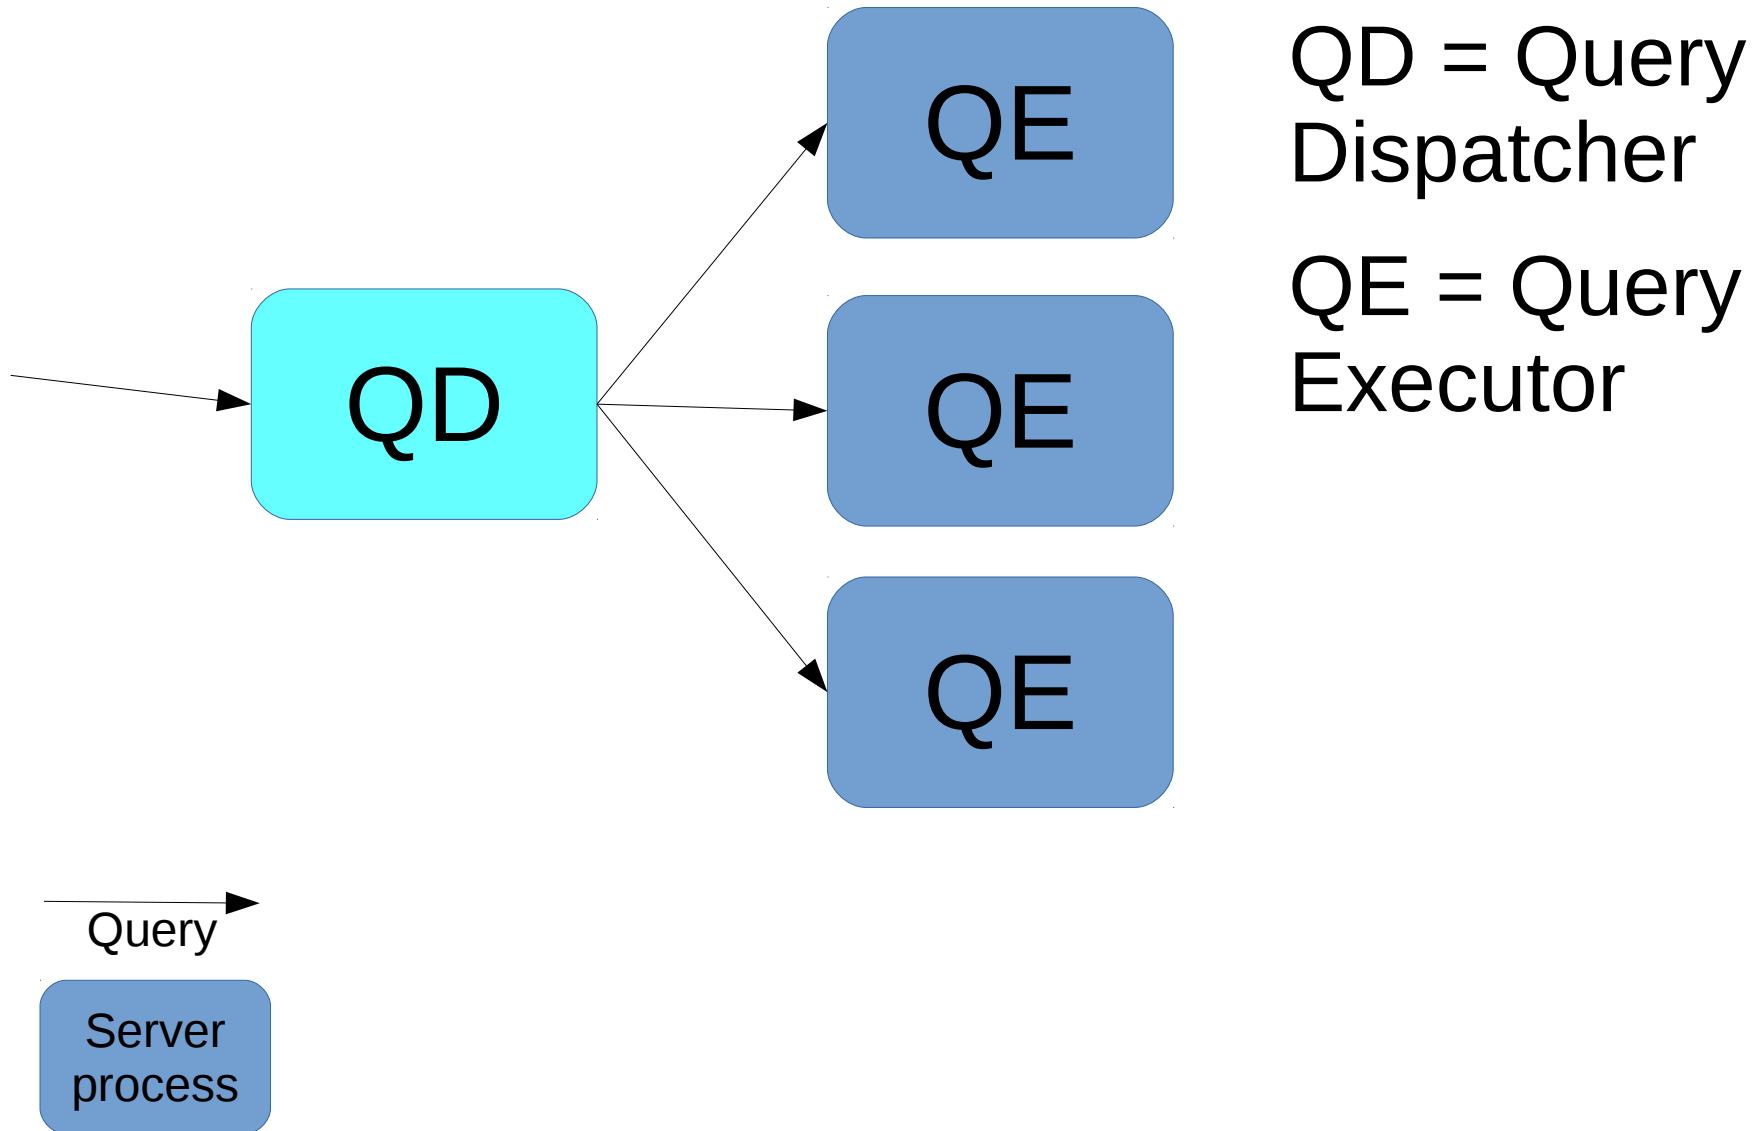 QE
QD = Query
Dispatcher
QE = Query
Executor
QD
QE
QE
Query
Server
process